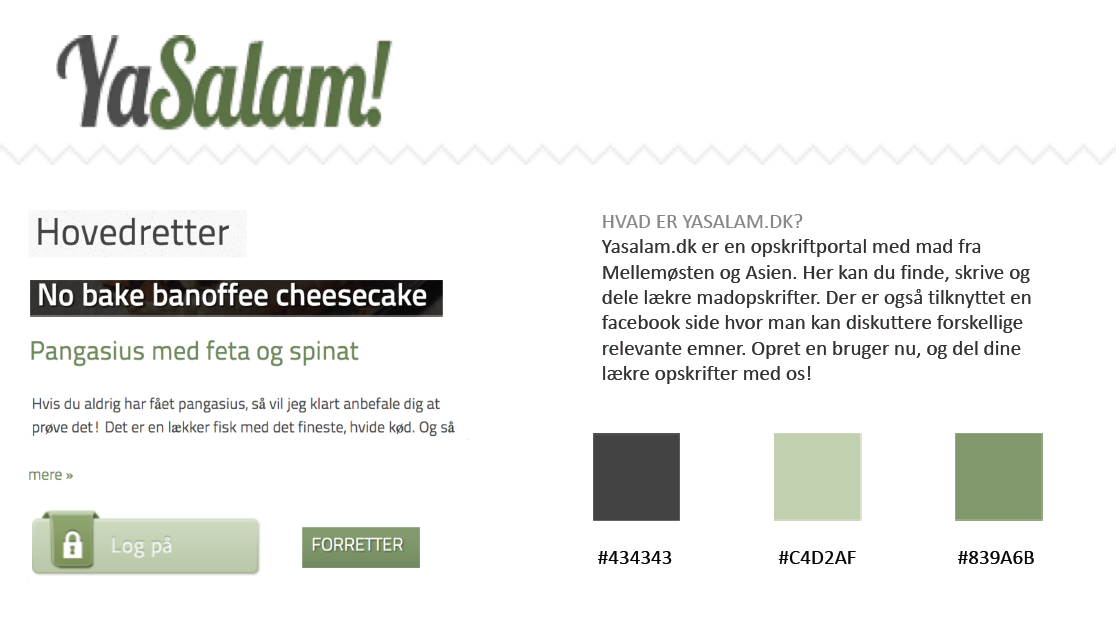 YaSalam!
Hovedretter
No bake banoffee cheesecake
Pangasius med feta og spinat
Hvis du aldrig har fået pangasius, så vil jeg klart anbefale dig at
prøve det! Det er en lækker fisk med det fineste, hvide kød. Og så
mere »
Log på
FORRETTER
HVAD ER YASALAM.DK?
Yasalam.dk er en opskriftportal med mad fra
Mellemøsten og Asien. Her kan du finde, skrive og
dele lækre madopskrifter. Der er også tilknyttet en
facebook side hvor man kan diskuttere forskellige
relevante emner. Opret en bruger nu, og del dine
lækre opskrifter med os!
#434343
#C4D2AF
#839A6B